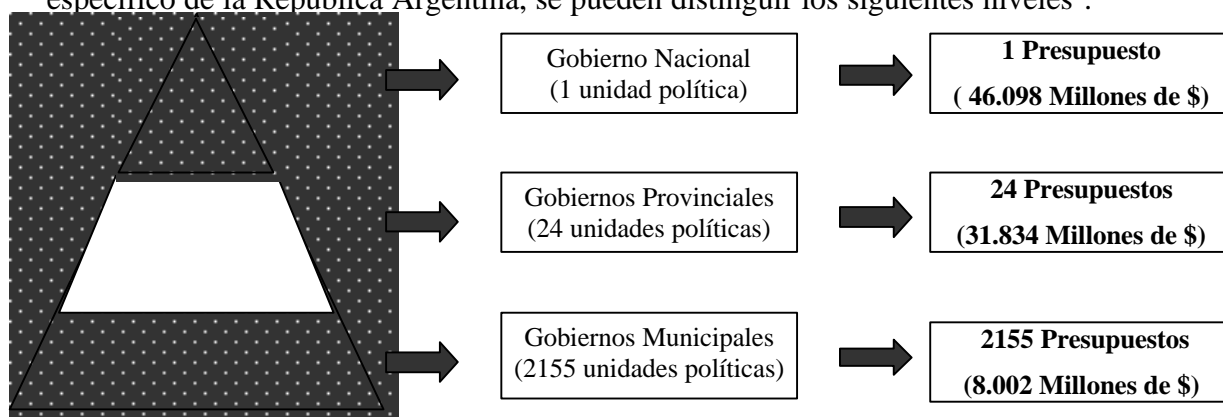 específico de la República Argentina, se pueden distinguir los siguientes niveles :
Gobierno Nacional
(1 unidad política)
1 Presupuesto
( 46.098 Millones de $)
Gobiernos Provinciales
(24 unidades políticas)
24 Presupuestos
(31.834 Millones de $)
Gobiernos Municipales
(2155 unidades políticas)
2155 Presupuestos
(8.002 Millones de $)